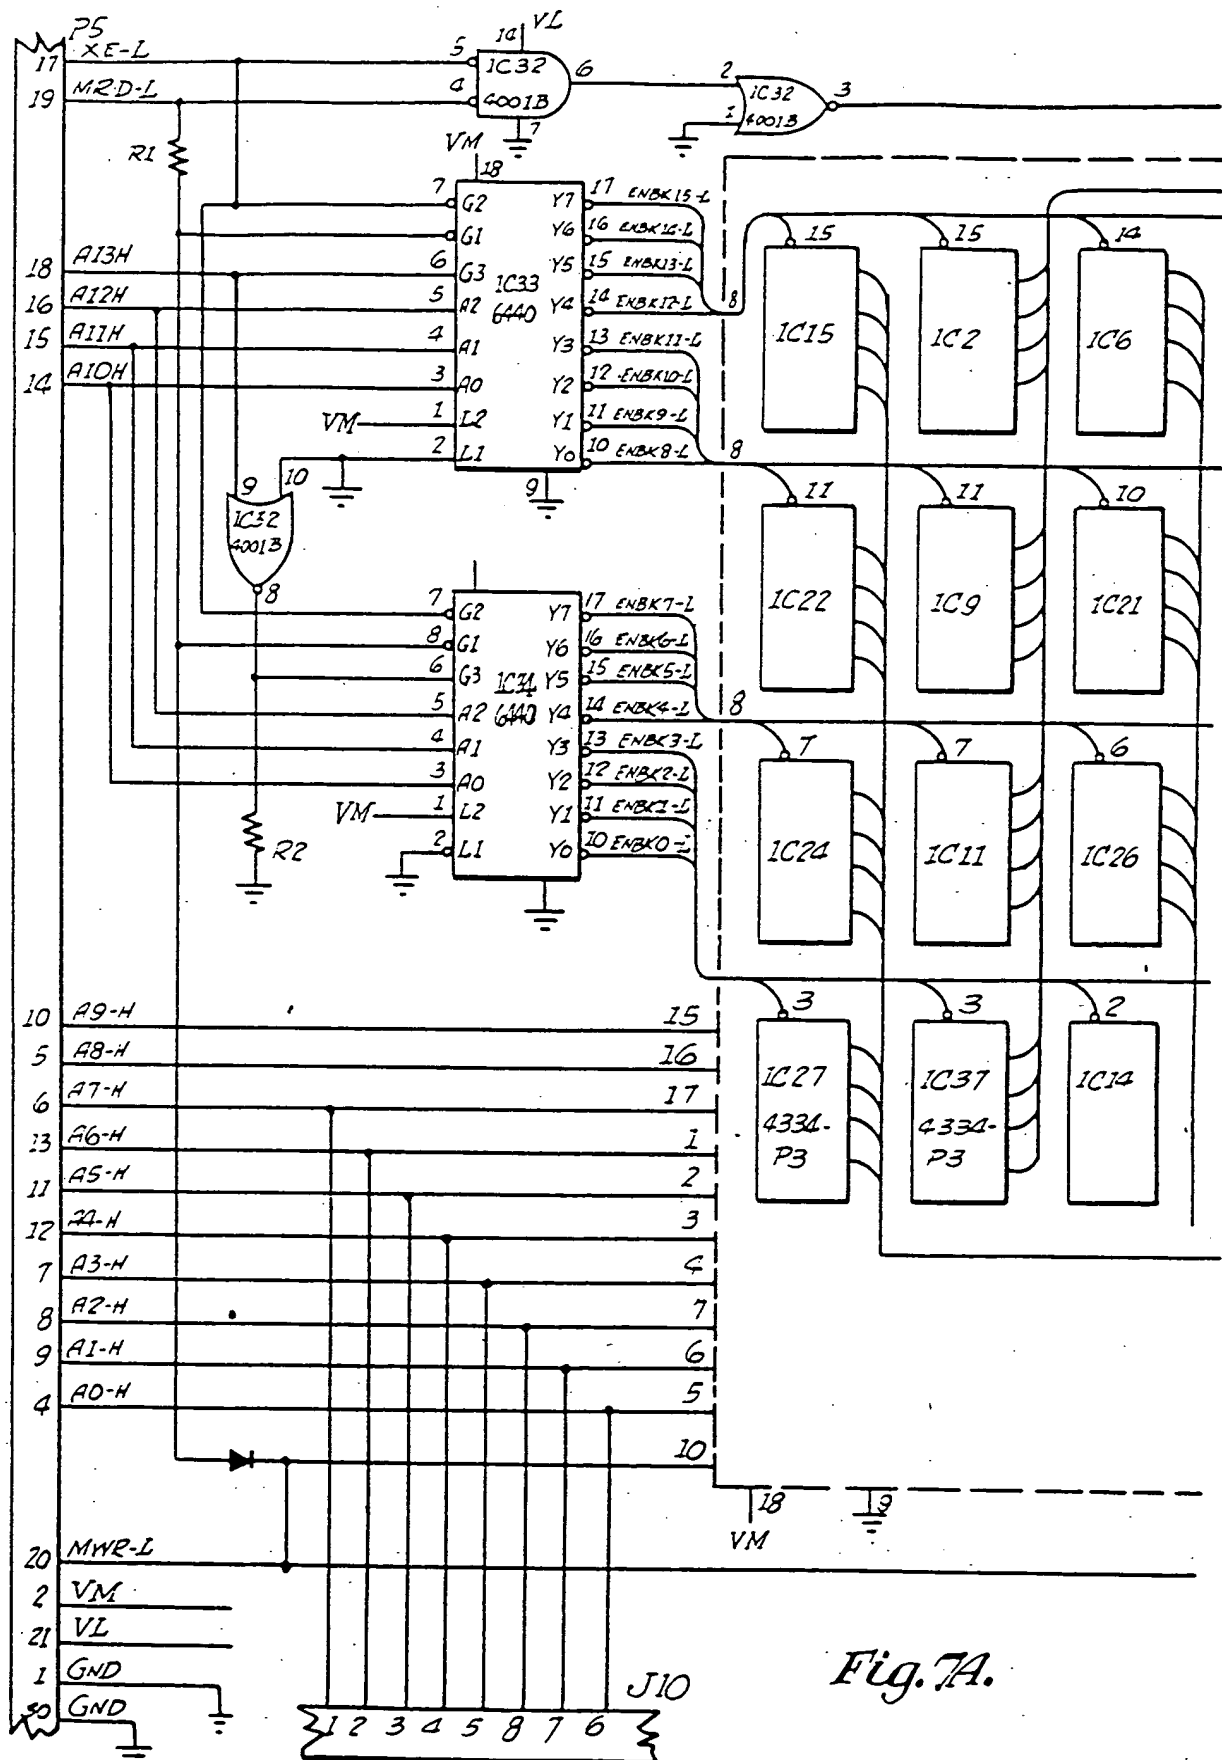 P5
17 XE-L
19 MRD-L
R1
18 A13H
16 A12H
15 A11H
14 A10H
14 VL
5 IC32 6
4 4001B
7
2 IC32 3
1 4001B
VM
18
7 G2 Y7 17 ENBK15-L
G1 Y6 16 ENBK14-L
6 G3 Y5 15 ENBK13-L
IC33
6440
5 A2 Y4 14 ENBK12-L 8
4 A1 Y3 13 ENBK11-L
3 A0 Y2 12 ENBK10-L
VM 1 L2 Y1 11 ENBK9-L
2 L1 Y0 10 ENBK8-L 8
9
9 10
IC32
4001B
8
R2
7 G2 Y7 17 ENBK7-L
8 G1 Y6 16 ENBK6-L
6 G3 Y5 15 ENBK5-L
IC34
6440
5 A2 Y4 14 ENBK4-L 8
4 A1 Y3 13 ENBK3-L
3 A0 Y2 12 ENBK2-L
VM 1 L2 Y1 11 ENBK1-L
2 L1 Y0 10 ENBK0-L
15 15 14
IC15 IC2 IC6
11 11 10
IC22 IC9 IC21
7 7 6
IC24 IC11 IC26
3 3 2
IC27 IC37 IC14
4334- 4334-
P3 P3
10 A9-H 15
5 A8-H 16
6 A7-H 17
13 A6-H 1
11 A5-H 2
12 A4-H 3
7 A3-H 4
8 A2-H 7
9 A1-H 6
4 A0-H 5
10
18 9
VM
20 MWR-L
2 VM
21 VL
1 GND
GND
J10
1 2 3 4 5 8 7 6
Fig. 7A.